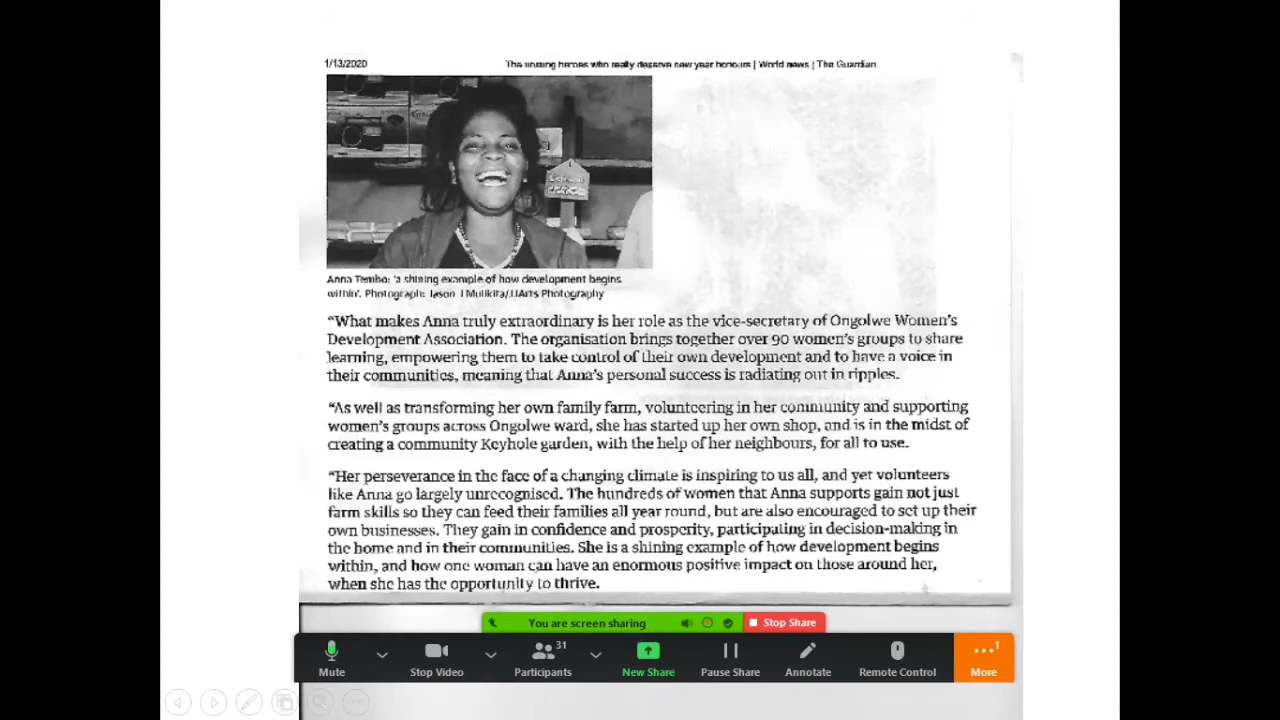 1/13/2020 The unsung heroes who really deserve new year honours | World news | The Guardian
Anna Tembo: 'a shining example of how development begins
within'. Photograph: Jason J Mulikita/JJArts Photography
“What makes Anna truly extraordinary is her role as the vice-secretary of Ongolwe Women's
Development Association. The organisation brings together over 90 women's groups to share
learning, empowering them to take control of their own development and to have a voice in
their communities, meaning that Anna's personal success is radiating out in ripples.
“As well as transforming her own family farm, volunteering in her community and supporting
women's groups across Ongolwe ward, she has started up her own shop, and is in the midst of
creating a community Keyhole garden, with the help of her neighbours, for all to use.
“Her perseverance in the face of a changing climate is inspiring to us all, and yet volunteers
like Anna go largely unrecognised. The hundreds of women that Anna supports gain not just
farm skills so they can feed their families all year round, but are also encouraged to set up their
own businesses. They gain in confidence and prosperity, participating in decision-making in
the home and in their communities. She is a shining example of how development begins
within, and how one woman can have an enormous positive impact on those around her,
when she has the opportunity to thrive.
You are screen sharing Stop Share
31 1
Mute Stop Video Participants New Share Pause Share Annotate Remote Control More